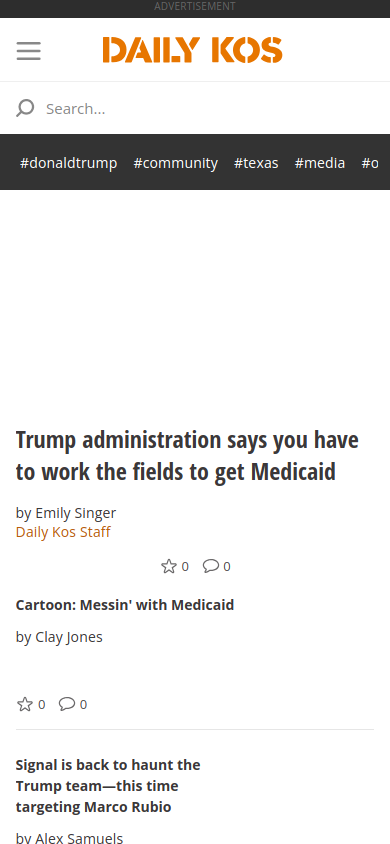 ADVERTISEMENT
DAILY KOS
Search...
#donaldtrump #community #texas #media #o
Trump administration says you have
to work the fields to get Medicaid
by Emily Singer
Daily Kos Staff
0 0
Cartoon: Messin' with Medicaid
by Clay Jones
0 0
Signal is back to haunt the
Trump team—this time
targeting Marco Rubio
by Alex Samuels